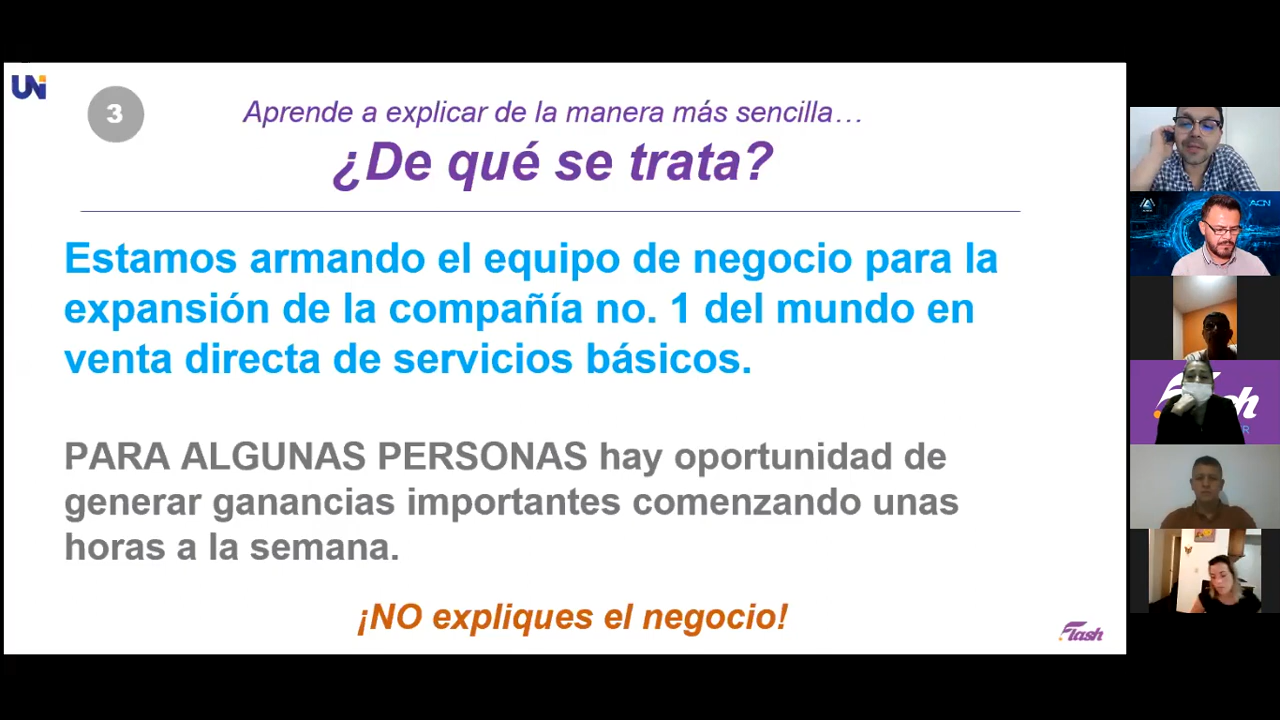 UNi
3
Aprende a explicar de la manera más sencilla…
¿De qué se trata?
Estamos armando el equipo de negocio para la
expansión de la compañía no. 1 del mundo en
venta directa de servicios básicos.
PARA ALGUNAS PERSONAS hay oportunidad de
generar ganancias importantes comenzando unas
horas a la semana.
¡NO expliques el negocio!
Flash
ACN